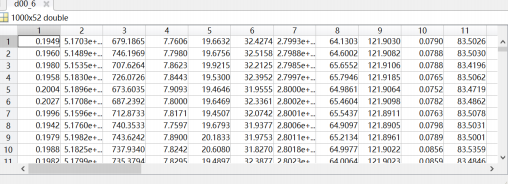 d00_6
1000x52 double
1 2 3 4 5 6 7 8 9 10 11
1 0.1949 5.1703e+... 679.1865 7.7606 19.6632 32.4274 2.7993e+... 64.1303 121.9030 0.0790 83.5026
2 0.1960 5.1489e+... 746.1969 7.7980 19.6756 32.5158 2.7988e+... 64.6002 121.9082 0.0788 83.5030
3 0.1980 5.1535e+... 707.6264 7.8623 19.9215 32.2125 2.7985e+... 65.6552 121.9106 0.0788 83.4196
4 0.1958 5.1830e+... 726.0726 7.8443 19.5300 32.3952 2.7997e+... 65.7946 121.9185 0.0765 83.5062
5 0.2004 5.1896e+... 673.6035 7.9093 19.4646 31.9555 2.8000e+... 64.9861 121.9064 0.0752 83.4719
6 0.2027 5.1908e+... 687.2392 7.8000 19.6469 32.3361 2.8002e+... 65.4604 121.9098 0.0782 83.4862
7 0.1996 5.1596e+... 712.8733 7.8171 19.4507 32.0742 2.8001e+... 65.5437 121.8911 0.0763 83.5078
8 0.1942 5.1760e+... 740.3533 7.7597 19.6793 31.9377 2.8006e+... 64.9097 121.8905 0.0798 83.5031
9 0.1979 5.1982e+... 743.6242 7.8900 20.1833 31.9753 2.8011e+... 65.2134 121.8961 0.0789 83.5001
10 0.1988 5.1825e+... 737.9340 7.8242 20.6080 31.8270 2.8018e+... 64.9977 121.9022 0.0856 83.5359
11 0.1982 5.1799e+... 735.3794 7.8295 19.4897 32.3877 2.8023e+... 64.0064 121.9023 0.0859 83.4846